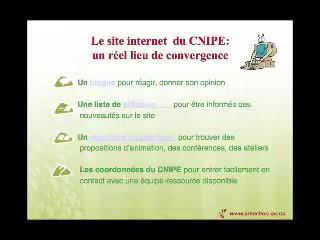 Le site internet du CNIPE:
un réel lieu de convergence
Un blogue pour réagir, donner son opinion
Une liste de diffusion pour être informés des
nouveautés sur le site
Un pour trouver des
propositions d'animation, des conférences, des ateliers
Les coordonnées du CNIPE pour entrer facilement en
contact avec une équipe-ressource disponible